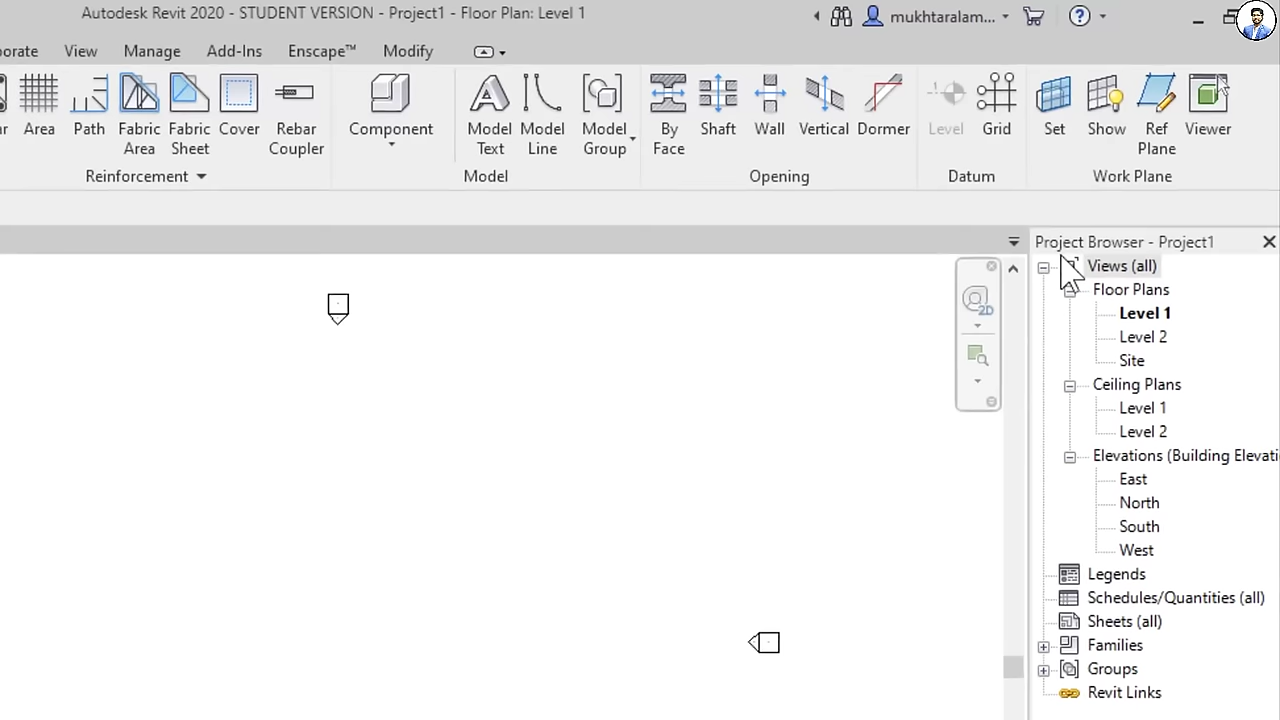 Autodesk Revit 2020 - STUDENT VERSION - Project1 - Floor Plan: Level 1
mukhtaralam...
View Manage Add-Ins Enscape™ Modify
Area Path Fabric Area Fabric Sheet Cover Rebar Coupler
Component
Model Text Model Line Model Group
By Face Shaft Wall Vertical Dormer
Level Grid
Set Show Ref Plane Viewer
Reinforcement Model Opening Datum Work Plane
Project Browser - Project1
Views (all)
Floor Plans
Level 1
Level 2
Site
Ceiling Plans
Level 1
Level 2
Elevations (Building Elevati
East
North
South
West
Legends
Schedules/Quantities (all)
Sheets (all)
Families
Groups
Revit Links
2D